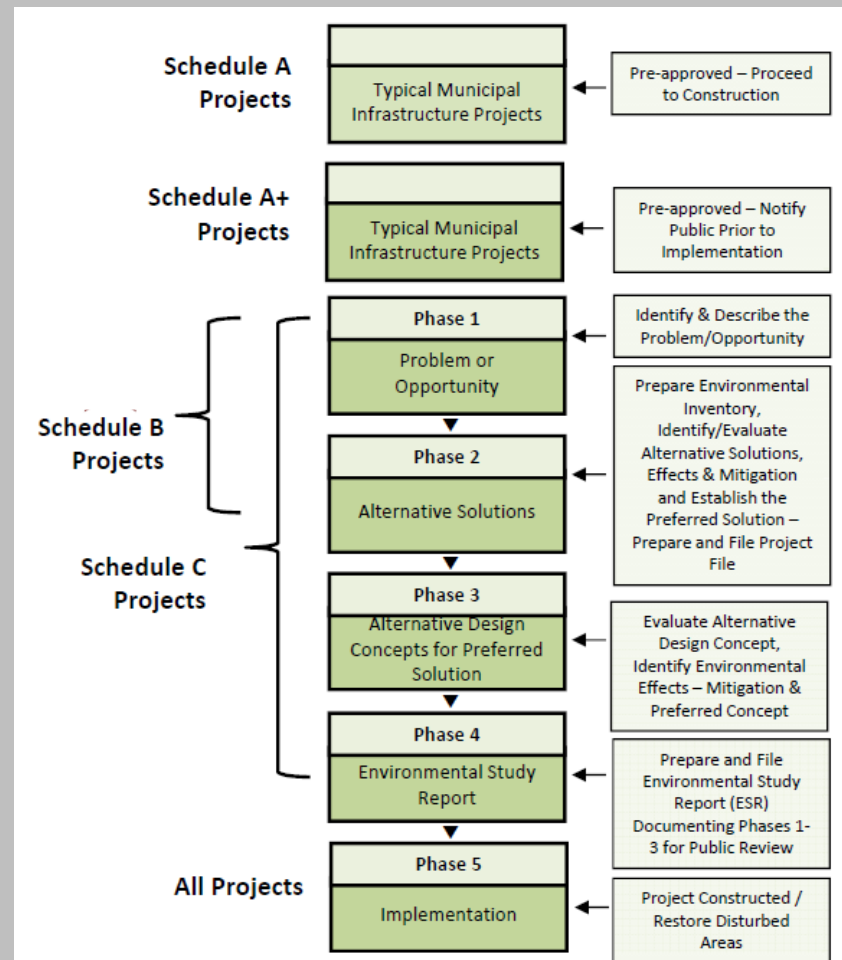 Schedule A
Projects
Typical Municipal
Infrastructure Projects
Pre-approved – Proceed
to Construction
Schedule A+
Projects
Typical Municipal
Infrastructure Projects
Pre-approved – Notify
Public Prior to
Implementation
Schedule B
Projects
Schedule C
Projects
Phase 1
Problem or
Opportunity
Identify & Describe the
Problem/Opportunity
Phase 2
Alternative Solutions
Prepare Environmental
Inventory,
Identify/Evaluate
Alternative Solutions,
Effects & Mitigation
and Establish the
Preferred Solution –
Prepare and File Project
File
Phase 3
Alternative Design
Concepts for Preferred
Solution
Evaluate Alternative
Design Concept,
Identify Environmental
Effects – Mitigation &
Preferred Concept
Phase 4
Environmental Study
Report
Prepare and File
Environmental Study
Report (ESR)
Documenting Phases 1-
3 for Public Review
All Projects
Phase 5
Implementation
Project Constructed /
Restore Disturbed
Areas